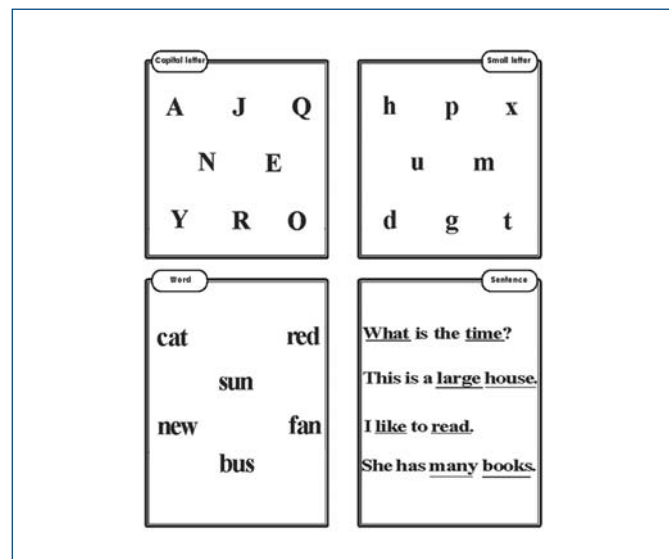 Capital letter
A J Q
N E
Y R O
Small letter
h p x
u m
d g t
Word
cat red
sun
new fan
bus
Sentence
What is the time?
This is a large house.
I like to read.
She has many books.